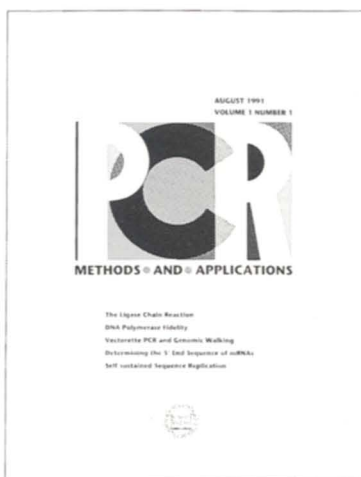 AUGUST 1991
VOLUME 1 NUMBER 1
PCR
METHODS AND APPLICATIONS
The Ligase Chain Reaction
DNA Polymerase Fidelity
Vectorette PCR and Genomic Walking
Determining the 5' End Sequence of mRNAs
Self-sustained Sequence Replication